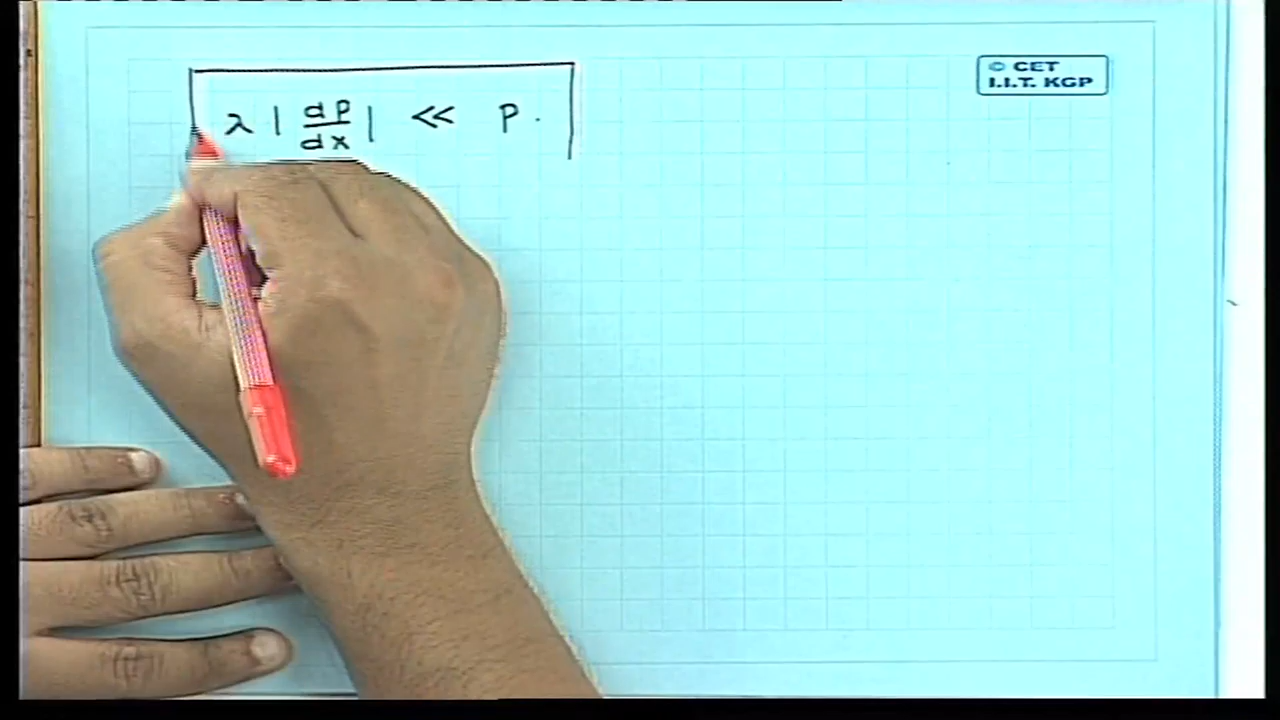 λ | dp/dx | << p.
© CET
I.I.T. KGP